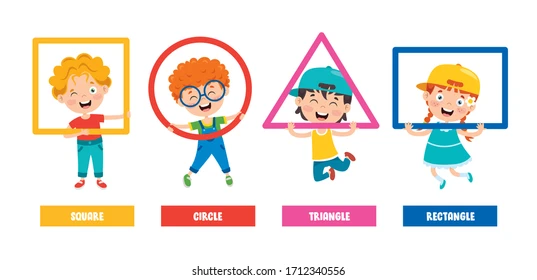 SQUARE
CIRCLE
TRIANGLE
RECTANGLE
shutterstock.com · 1712340556